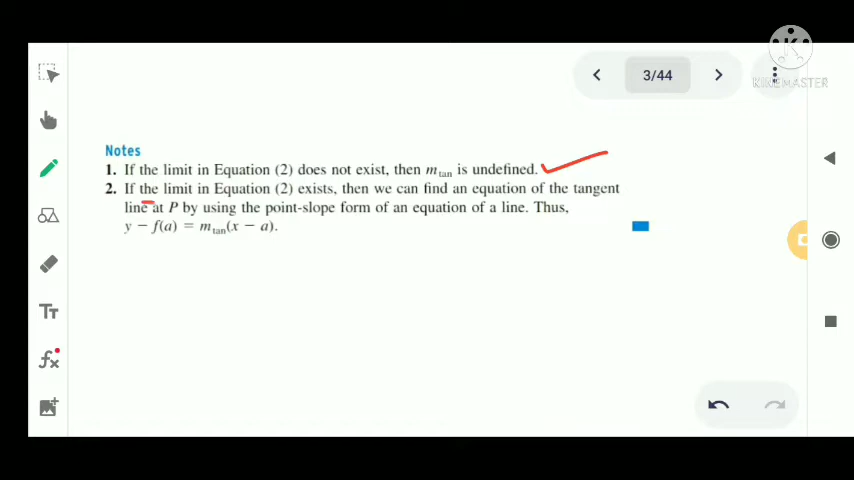 3/44
KINEMASTER
Notes
1. If the limit in Equation (2) does not exist, then mtan is undefined.
2. If the limit in Equation (2) exists, then we can find an equation of the tangent
line at P by using the point-slope form of an equation of a line. Thus,
y − f(a) = mtan(x − a).
Tт
fx